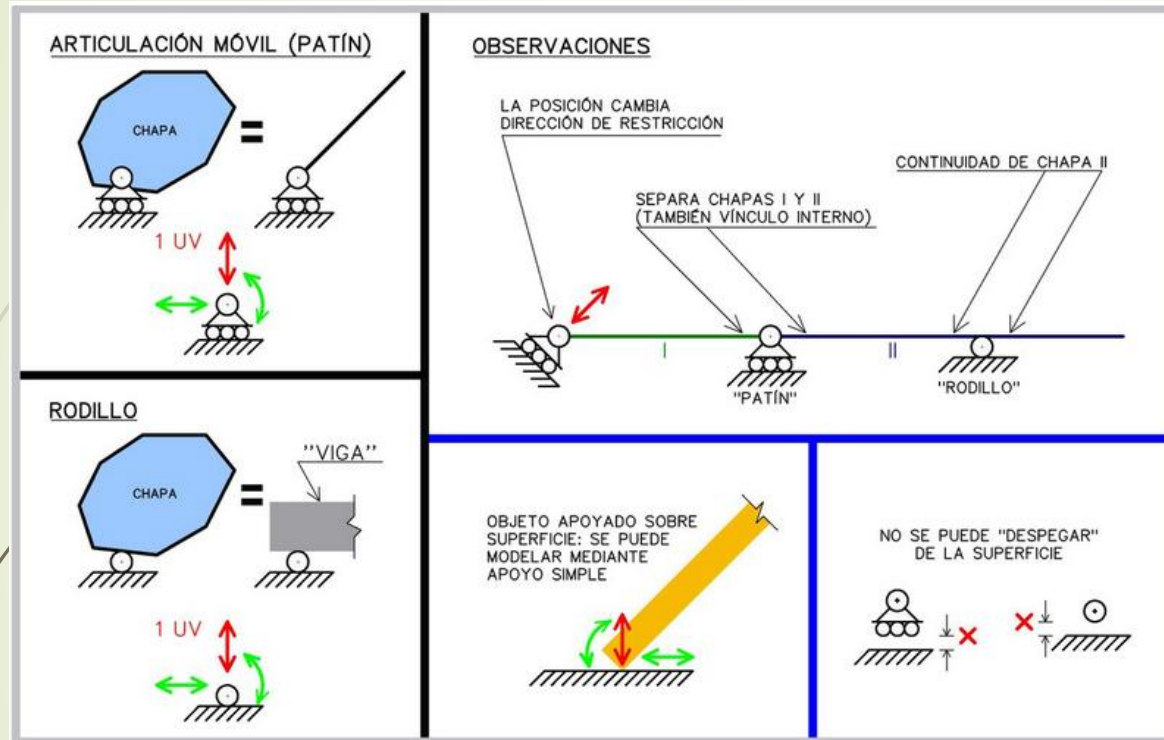 ARTICULACIÓN MÓVIL (PATÍN)
CHAPA
1 UV
RODILLO
"VIGA"
CHAPA
1 UV
OBSERVACIONES
LA POSICIÓN CAMBIA
DIRECCIÓN DE RESTRICCIÓN
SEPARA CHAPAS I Y II
(TAMBIÉN VÍNCULO INTERNO)
CONTINUIDAD DE CHAPA II
I
II
"PATÍN"
"RODILLO"
OBJETO APOYADO SOBRE
SUPERFICIE: SE PUEDE
MODELAR MEDIANTE
APOYO SIMPLE
NO SE PUEDE "DESPEGAR"
DE LA SUPERFICIE